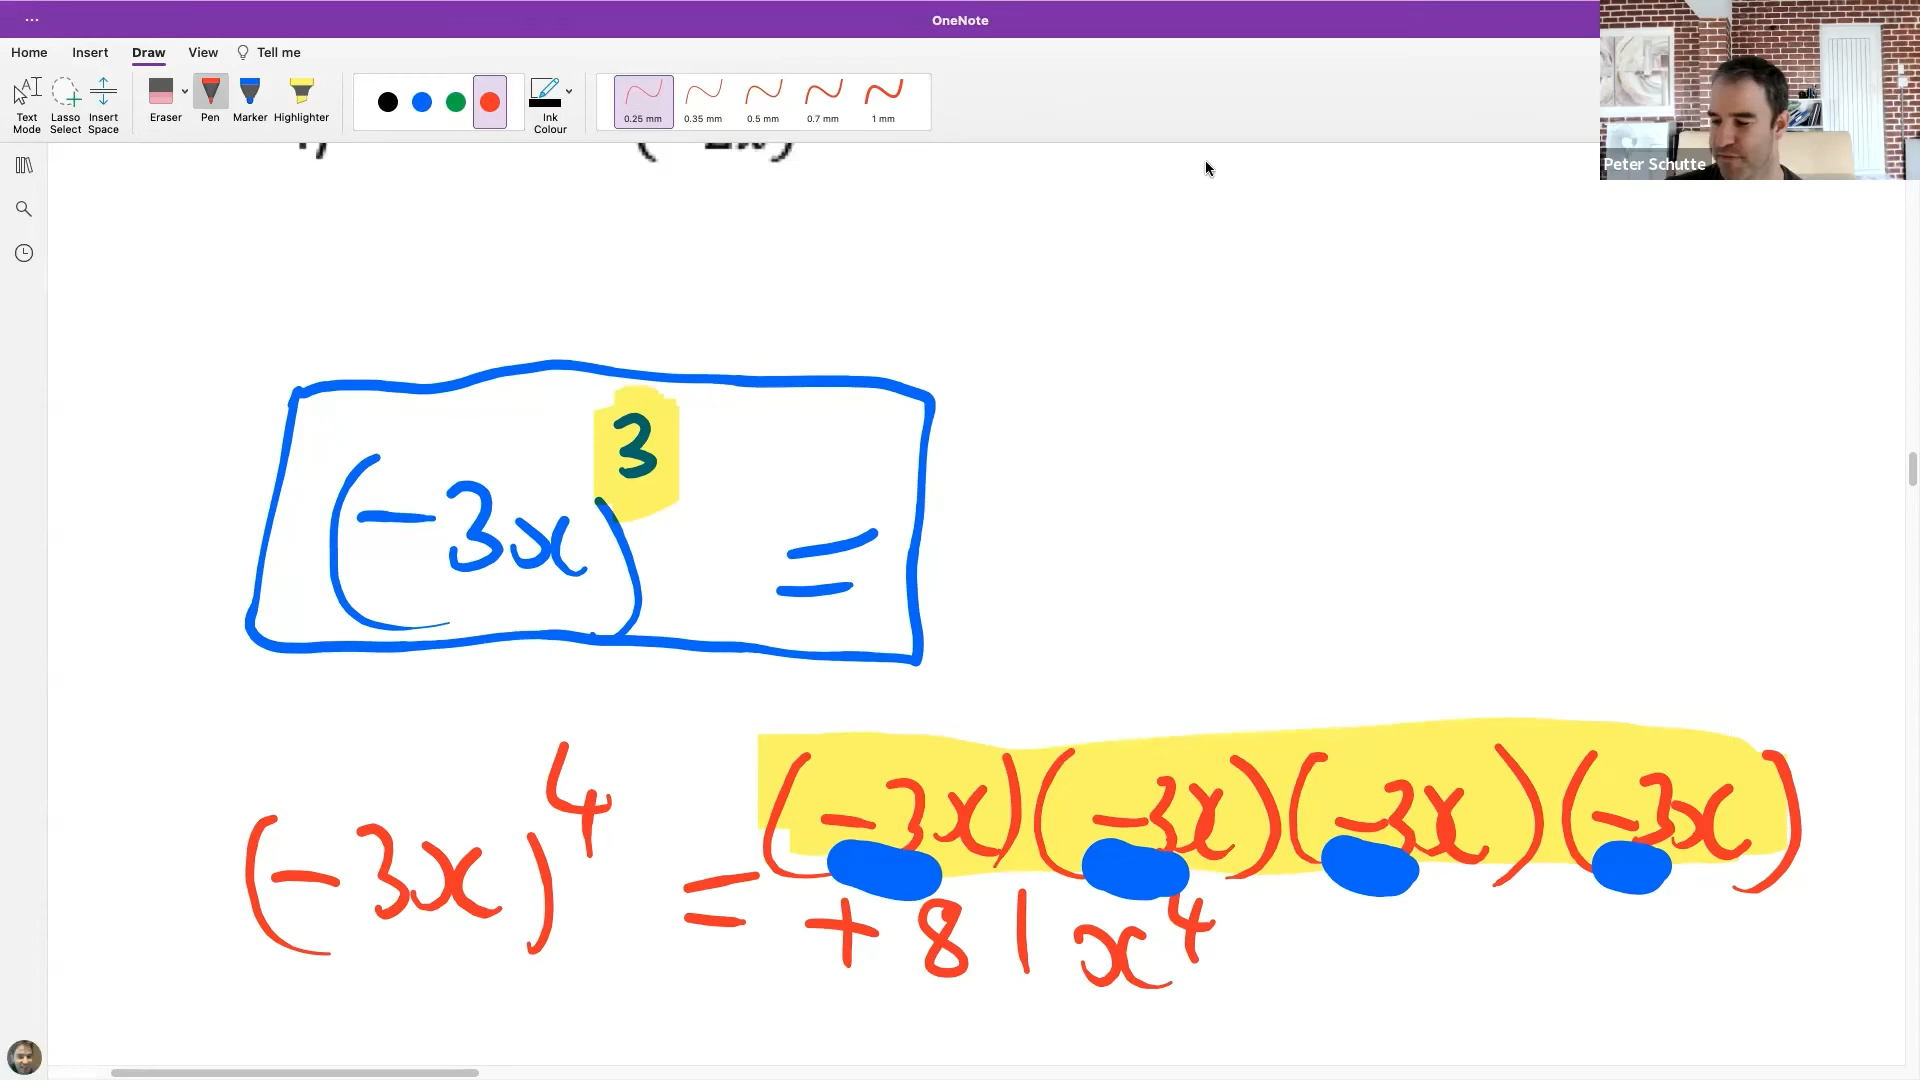 OneNote
Home Insert Draw View Tell me
Text Mode
Lasso Select
Insert Space
Eraser
Pen
Marker
Highlighter
Ink Colour
0.25 mm
0.35 mm
0.5 mm
0.7 mm
1 mm
Peter Schutte
(-3x)³ =
(-3x)⁴ = (-3x)(-3x)(-3x)(-3x)
+81x⁴